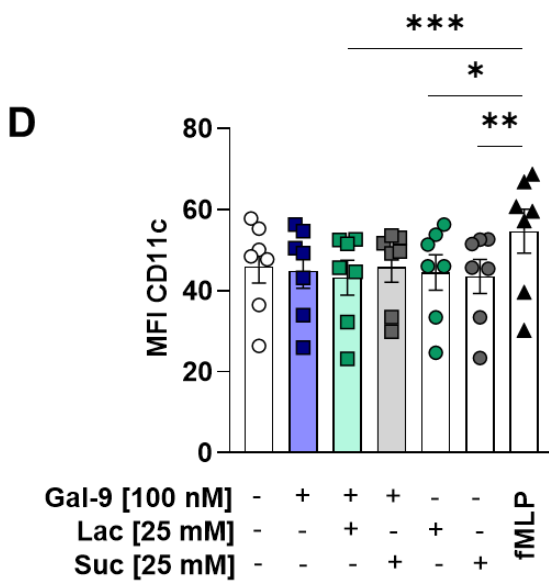 ***
*
**
D
80
60
40
20
0
MFI CD11c
Gal-9 [100 nM] - + + + - - fMLP
Lac [25 mM] - - + - + -
Suc [25 mM] - - - + - +